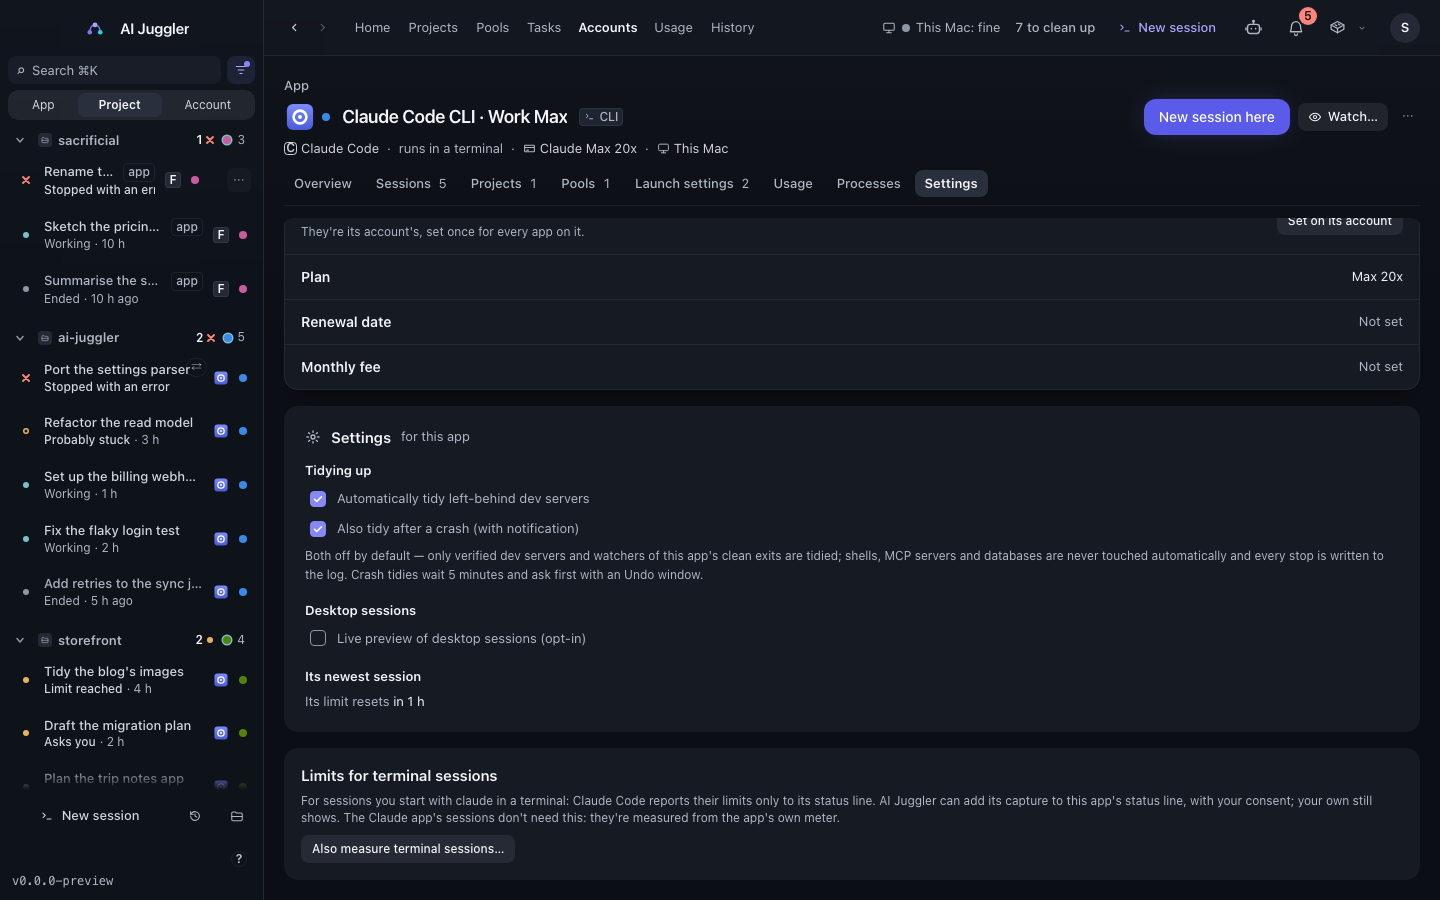 AI Juggler
Search ⌘K
App Project Account
sacrificial 1 3
Rename t... app F
Stopped with an err
Sketch the pricin... app F
Working · 10 h
Summarise the s... app F
Ended · 10 h ago
ai-juggler 2 5
Port the settings parser
Stopped with an error
Refactor the read model
Probably stuck · 3 h
Set up the billing webh...
Working · 1 h
Fix the flaky login test
Working · 2 h
Add retries to the sync j...
Ended · 5 h ago
storefront 2 4
Tidy the blog's images
Limit reached · 4 h
Draft the migration plan
Asks you · 2 h
Plan the trip notes app
New session
?
v0.0.0-preview
Home Projects Pools Tasks Accounts Usage History This Mac: fine 7 to clean up New session 5 S
App
Claude Code CLI · Work Max CLI New session here Watch...
Claude Code · runs in a terminal · Claude Max 20x · This Mac
Overview Sessions 5 Projects 1 Pools 1 Launch settings 2 Usage Processes Settings
Set on its account
They're its account's, set once for every app on it.
Plan Max 20x
Renewal date Not set
Monthly fee Not set
Settings for this app
Tidying up
Automatically tidy left-behind dev servers
Also tidy after a crash (with notification)
Both off by default — only verified dev servers and watchers of this app's clean exits are tidied; shells, MCP servers and databases are never touched automatically and every stop is written to
the log. Crash tidies wait 5 minutes and ask first with an Undo window.
Desktop sessions
Live preview of desktop sessions (opt-in)
Its newest session
Its limit resets in 1 h
Limits for terminal sessions
For sessions you start with claude in a terminal: Claude Code reports their limits only to its status line. AI Juggler can add its capture to this app's status line, with your consent; your own still
shows. The Claude app's sessions don't need this: they're measured from the app's own meter.
Also measure terminal sessions...